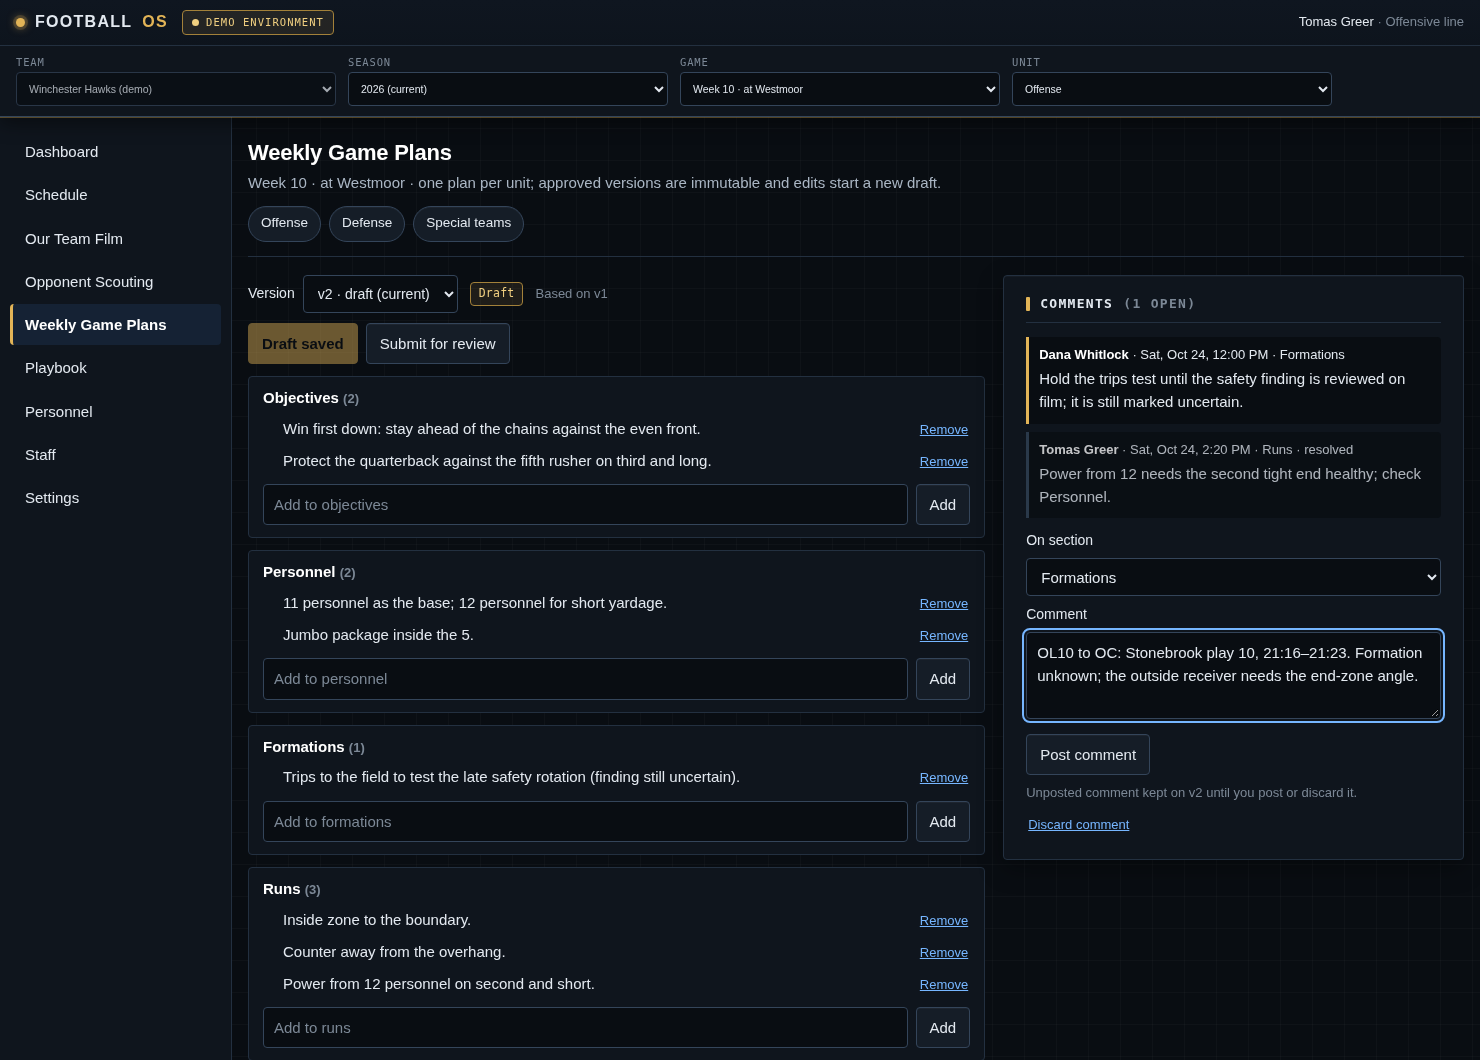 FOOTBALL OS
DEMO ENVIRONMENT
Tomas Greer · Offensive line
TEAM
SEASON
GAME
UNIT
Winchester Hawks (demo)
2026 (current)
Week 10 · at Westmoor
Offense
Dashboard
Schedule
Our Team Film
Opponent Scouting
Weekly Game Plans
Playbook
Personnel
Staff
Settings
Weekly Game Plans
Week 10 · at Westmoor · one plan per unit; approved versions are immutable and edits start a new draft.
Offense
Defense
Special teams
Version
v2 · draft (current)
Draft
Based on v1
Draft saved
Submit for review
Objectives (2)
Win first down: stay ahead of the chains against the even front.
Remove
Protect the quarterback against the fifth rusher on third and long.
Remove
Add to objectives
Add
Personnel (2)
11 personnel as the base; 12 personnel for short yardage.
Remove
Jumbo package inside the 5.
Remove
Add to personnel
Add
Formations (1)
Trips to the field to test the late safety rotation (finding still uncertain).
Remove
Add to formations
Add
Runs (3)
Inside zone to the boundary.
Remove
Counter away from the overhang.
Remove
Power from 12 personnel on second and short.
Remove
Add to runs
Add
COMMENTS (1 OPEN)
Dana Whitlock · Sat, Oct 24, 12:00 PM · Formations
Hold the trips test until the safety finding is reviewed on
film; it is still marked uncertain.
Tomas Greer · Sat, Oct 24, 2:20 PM · Runs · resolved
Power from 12 needs the second tight end healthy; check
Personnel.
On section
Formations
Comment
OL10 to OC: Stonebrook play 10, 21:16–21:23. Formation
unknown; the outside receiver needs the end-zone angle.
Post comment
Unposted comment kept on v2 until you post or discard it.
Discard comment